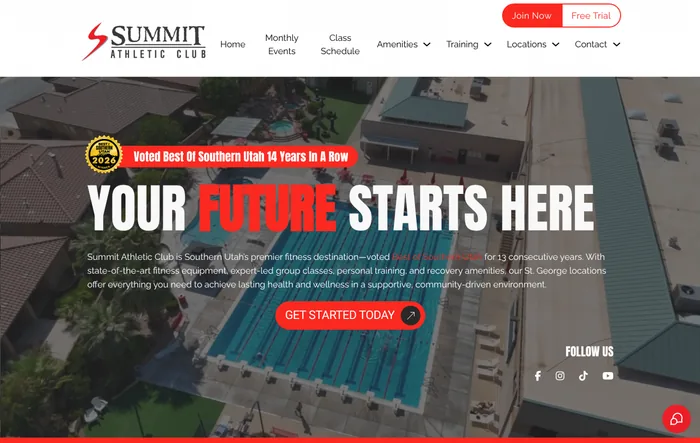 Join Now
Free Trial
SUMMIT
ATHLETIC CLUB
Home
Monthly Events
Class Schedule
Amenities
Training
Locations
Contact
2026
Voted Best Of Southern Utah 14 Years In A Row
YOUR FUTURE STARTS HERE
Summit Athletic Club is Southern Utah's premier fitness destination—voted Best of Southern Utah for 13 consecutive years. With
state-of-the-art fitness equipment, expert-led group classes, personal training, and recovery amenities, our St. George locations
offer everything you need to achieve lasting health and wellness in a supportive, community-driven environment.
GET STARTED TODAY
FOLLOW US